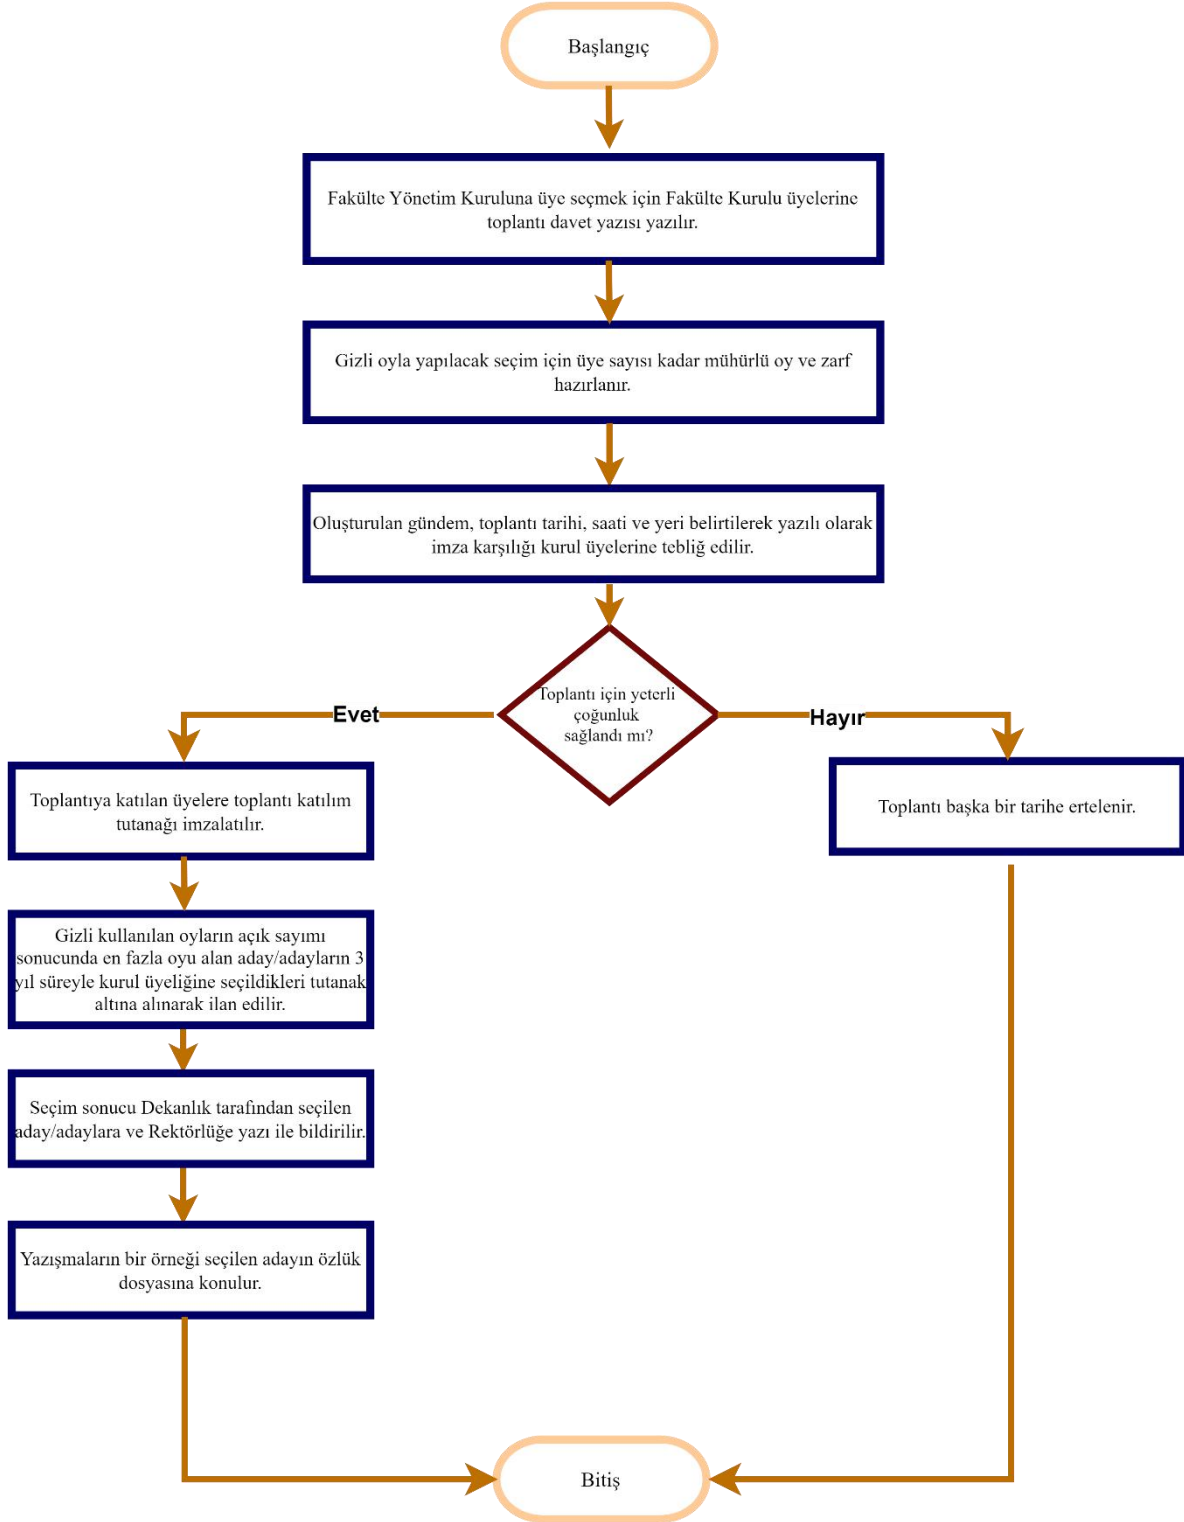 Başlangıç
Fakülte Yönetim Kuruluna üye seçmek için Fakülte Kurulu üyelerine
toplantı davet yazısı yazılır.
Gizli oyla yapılacak seçim için üye sayısı kadar mühürlü oy ve zarf
hazırlanır.
Oluşturulan gündem, toplantı tarihi, saati ve yeri belirtilerek yazılı olarak
imza karşılığı kurul üyelerine tebliğ edilir.
Toplantı için yeterli
çoğunluk
sağlandı mı?
Evet
Hayır
Toplantıya katılan üyelere toplantı katılım
tutanağı imzalatılır.
Toplantı başka bir tarihe ertelenir.
Gizli kullanılan oyların açık sayımı
sonucunda en fazla oyu alan aday/adayların 3
yıl süreyle kurul üyeliğine seçildikleri tutanak
altına alınarak ilan edilir.
Seçim sonucu Dekanlık tarafından seçilen
aday/adaylara ve Rektörlüğe yazı ile bildirilir.
Yazışmaların bir örneği seçilen adayın özlük
dosyasına konulur.
Bitiş